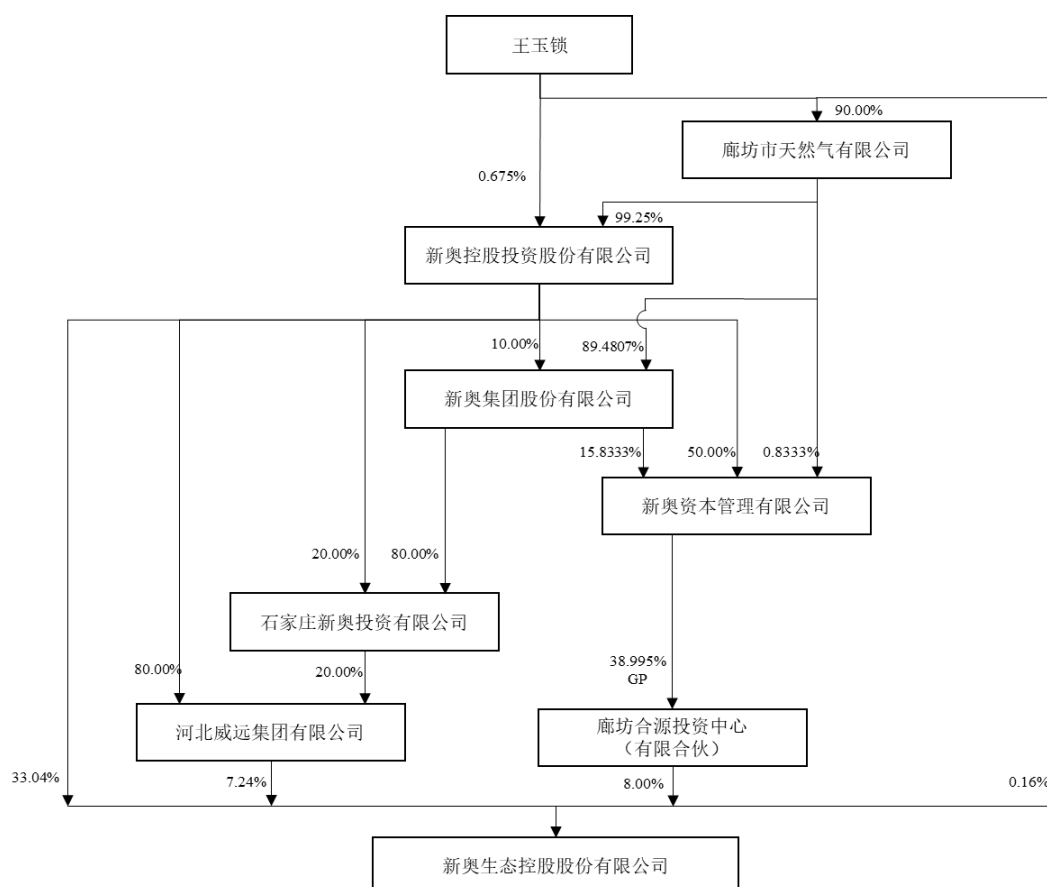 王玉锁
90.00%
廊坊市天然气有限公司
0.675%
99.25%
新奥控股投资股份有限公司
10.00%
89.4807%
新奥集团股份有限公司
15.8333%
50.00%
0.8333%
新奥资本管理有限公司
20.00%
80.00%
石家庄新奥投资有限公司
80.00%
20.00%
38.995%
GP
河北威远集团有限公司
廊坊合源投资中心
（有限合伙）
33.04%
7.24%
8.00%
0.16%
新奥生态控股股份有限公司